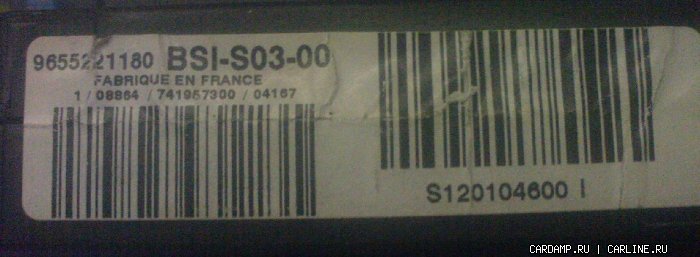 9655221180 BSI-S03-00
FABRIQUE EN FRANCE
1 / 08864 / 741957300 / 04167
S120104600 I
CARDAMP.RU | CARLINE.RU